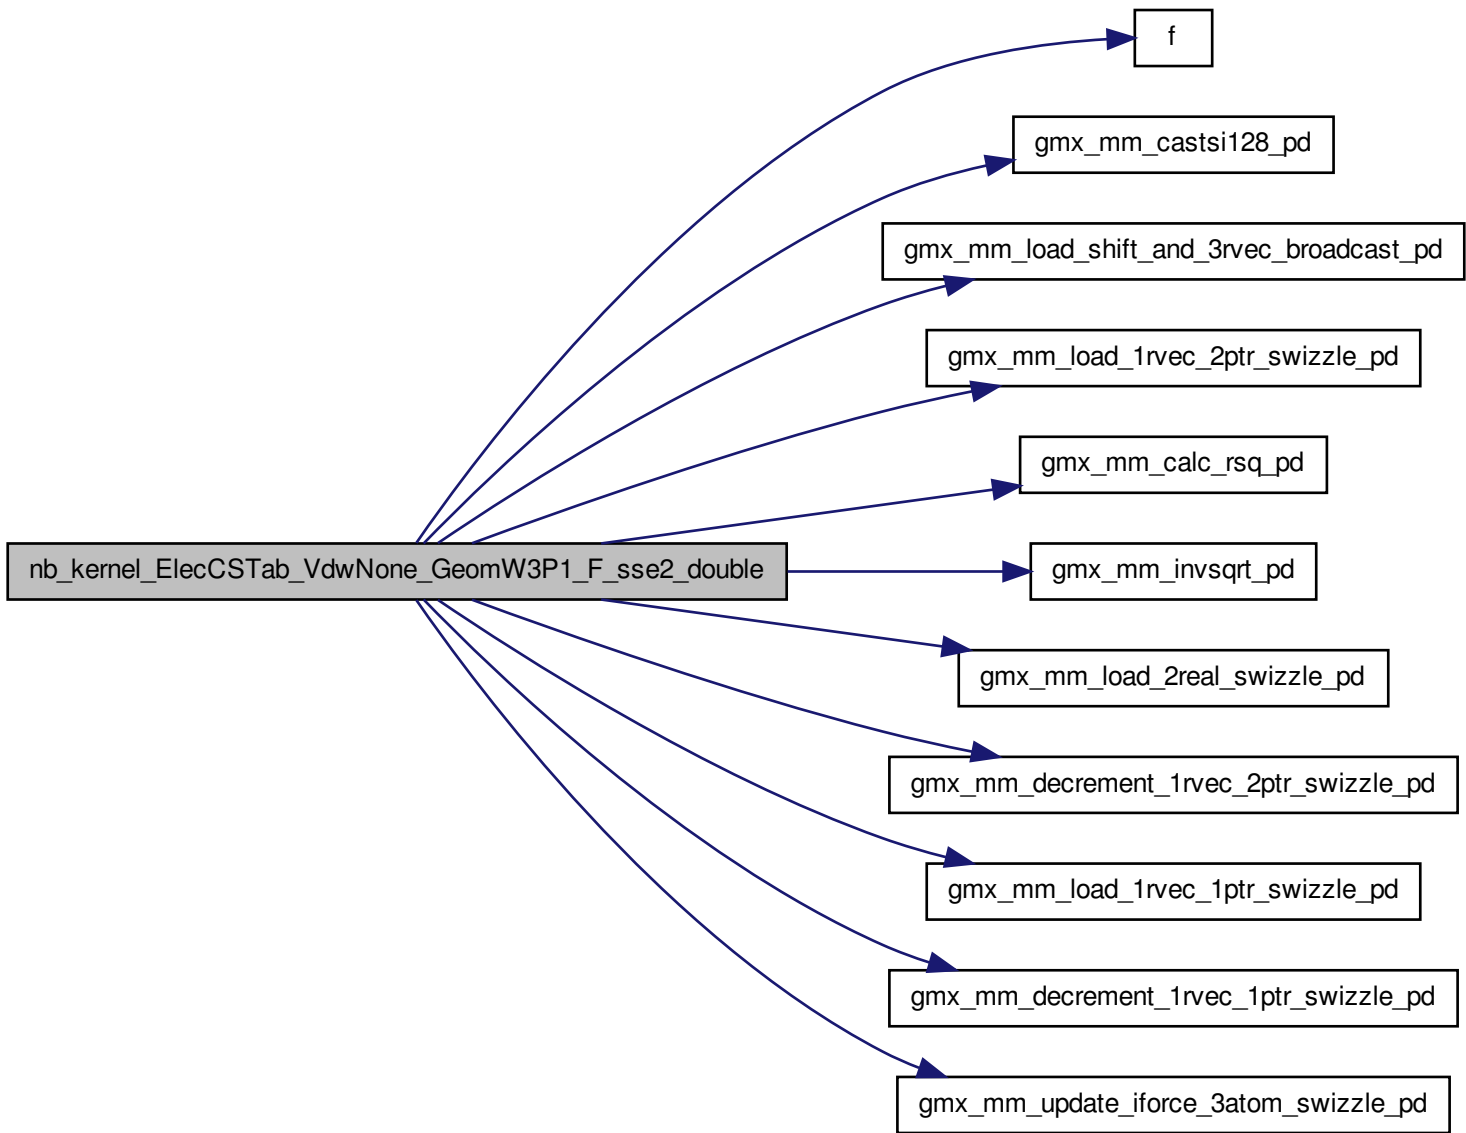 f
gmx_mm_castsi128_pd
gmx_mm_load_shift_and_3rvec_broadcast_pd
gmx_mm_load_1rvec_2ptr_swizzle_pd
gmx_mm_calc_rsq_pd
nb_kernel_ElecCSTab_VdwNone_GeomW3P1_F_sse2_double
gmx_mm_invsqrt_pd
gmx_mm_load_2real_swizzle_pd
gmx_mm_decrement_1rvec_2ptr_swizzle_pd
gmx_mm_load_1rvec_1ptr_swizzle_pd
gmx_mm_decrement_1rvec_1ptr_swizzle_pd
gmx_mm_update_iforce_3atom_swizzle_pd